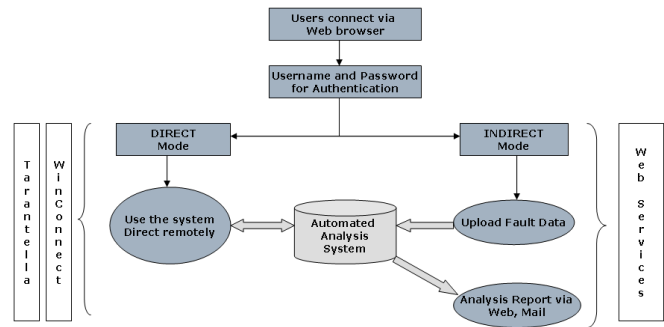 Users connect via
Web browser
Username and Password
for Authentication
DIRECT
Mode
INDIRECT
Mode
Tarantella
WinConnect
Use the system
Direct remotely
Automated
Analysis
System
Upload Fault Data
Analysis Report via
Web, Mail
Web Services